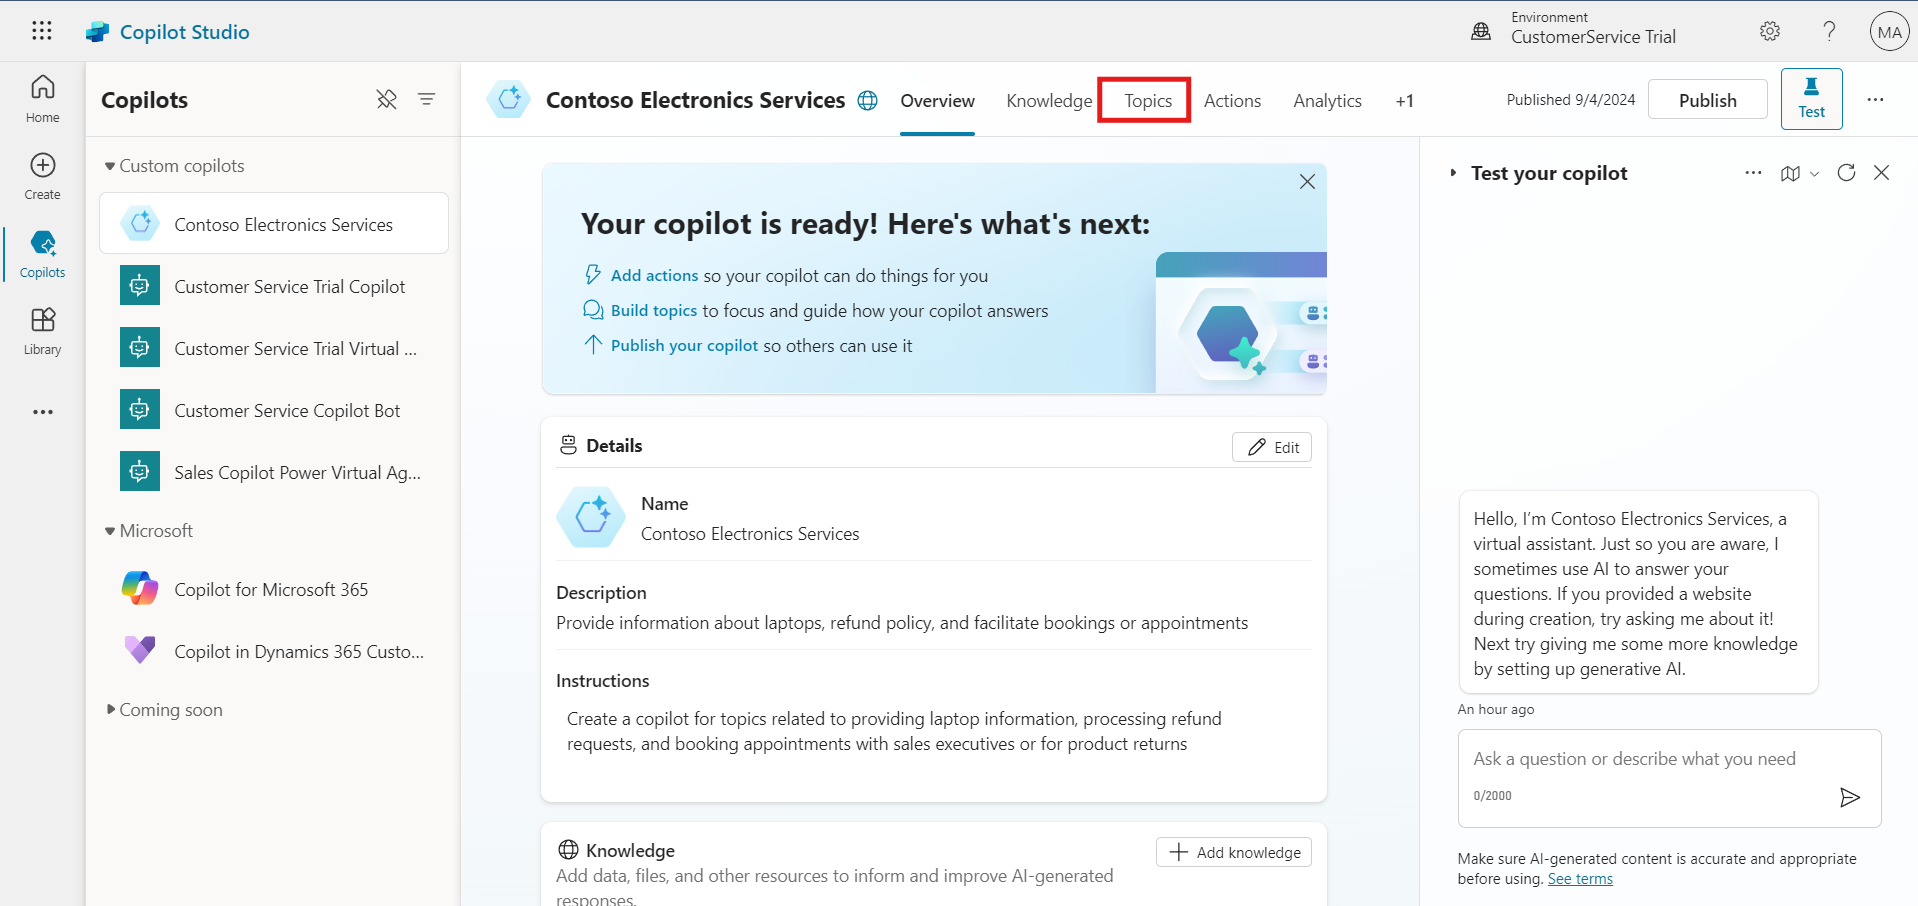 Copilot Studio
Environment
CustomerService Trial
MA
Home
Create
Copilots
Library
Copilots
Custom copilots
Contoso Electronics Services
Customer Service Trial Copilot
Customer Service Trial Virtual ...
Customer Service Copilot Bot
Sales Copilot Power Virtual Ag...
Microsoft
Copilot for Microsoft 365
Copilot in Dynamics 365 Custo...
Coming soon
Contoso Electronics Services
Overview
Knowledge
Topics
Actions
Analytics
+1
Published 9/4/2024
Publish
Test
Your copilot is ready! Here's what's next:
Add actions so your copilot can do things for you
Build topics to focus and guide how your copilot answers
Publish your copilot so others can use it
Details
Edit
Name
Contoso Electronics Services
Description
Provide information about laptops, refund policy, and facilitate bookings or appointments
Instructions
Create a copilot for topics related to providing laptop information, processing refund
requests, and booking appointments with sales executives or for product returns
Knowledge
Add knowledge
Add data, files, and other resources to inform and improve AI-generated
responses.
Test your copilot
Hello, I’m Contoso Electronics Services, a
virtual assistant. Just so you are aware, I
sometimes use AI to answer your
questions. If you provided a website
during creation, try asking me about it!
Next try giving me some more knowledge
by setting up generative AI.
An hour ago
Ask a question or describe what you need
0/2000
Make sure AI-generated content is accurate and appropriate
before using. See terms